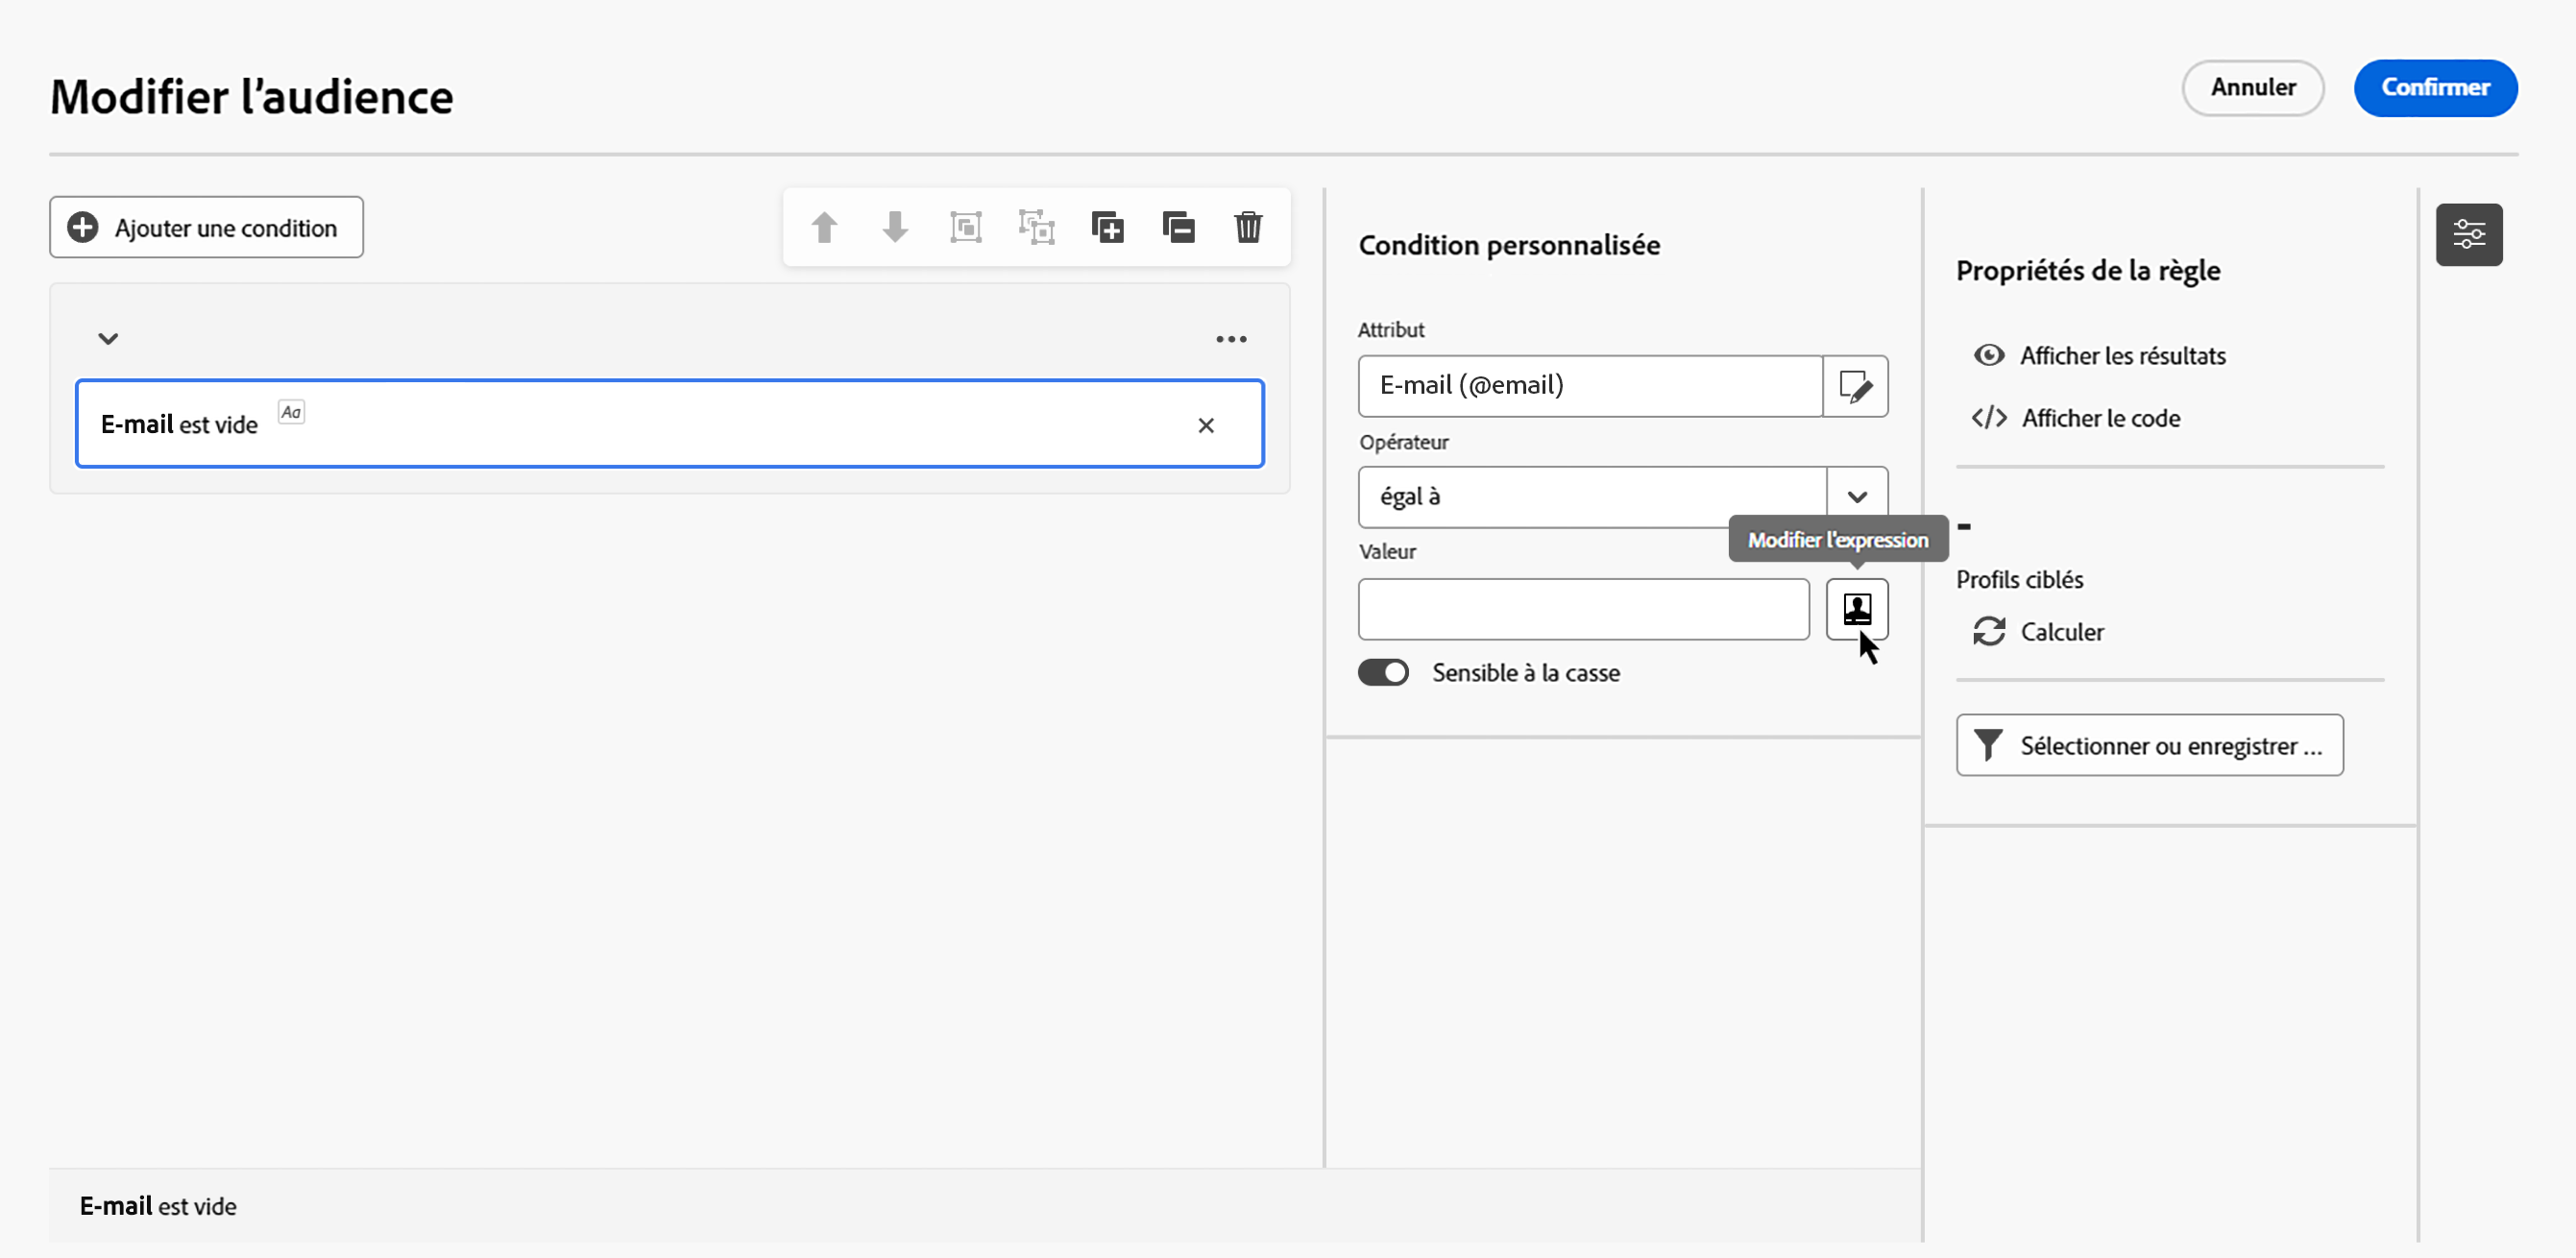 Modifier l’audience
Annuler
Confirmer
Ajouter une condition
E-mail est vide Aa
Condition personnalisée
Attribut
E-mail (@email)
Opérateur
égal à
Modifier l'expression
Valeur
Sensible à la casse
Propriétés de la règle
Afficher les résultats
</> Afficher le code
-
Profils ciblés
Calculer
Sélectionner ou enregistrer ...
E-mail est vide